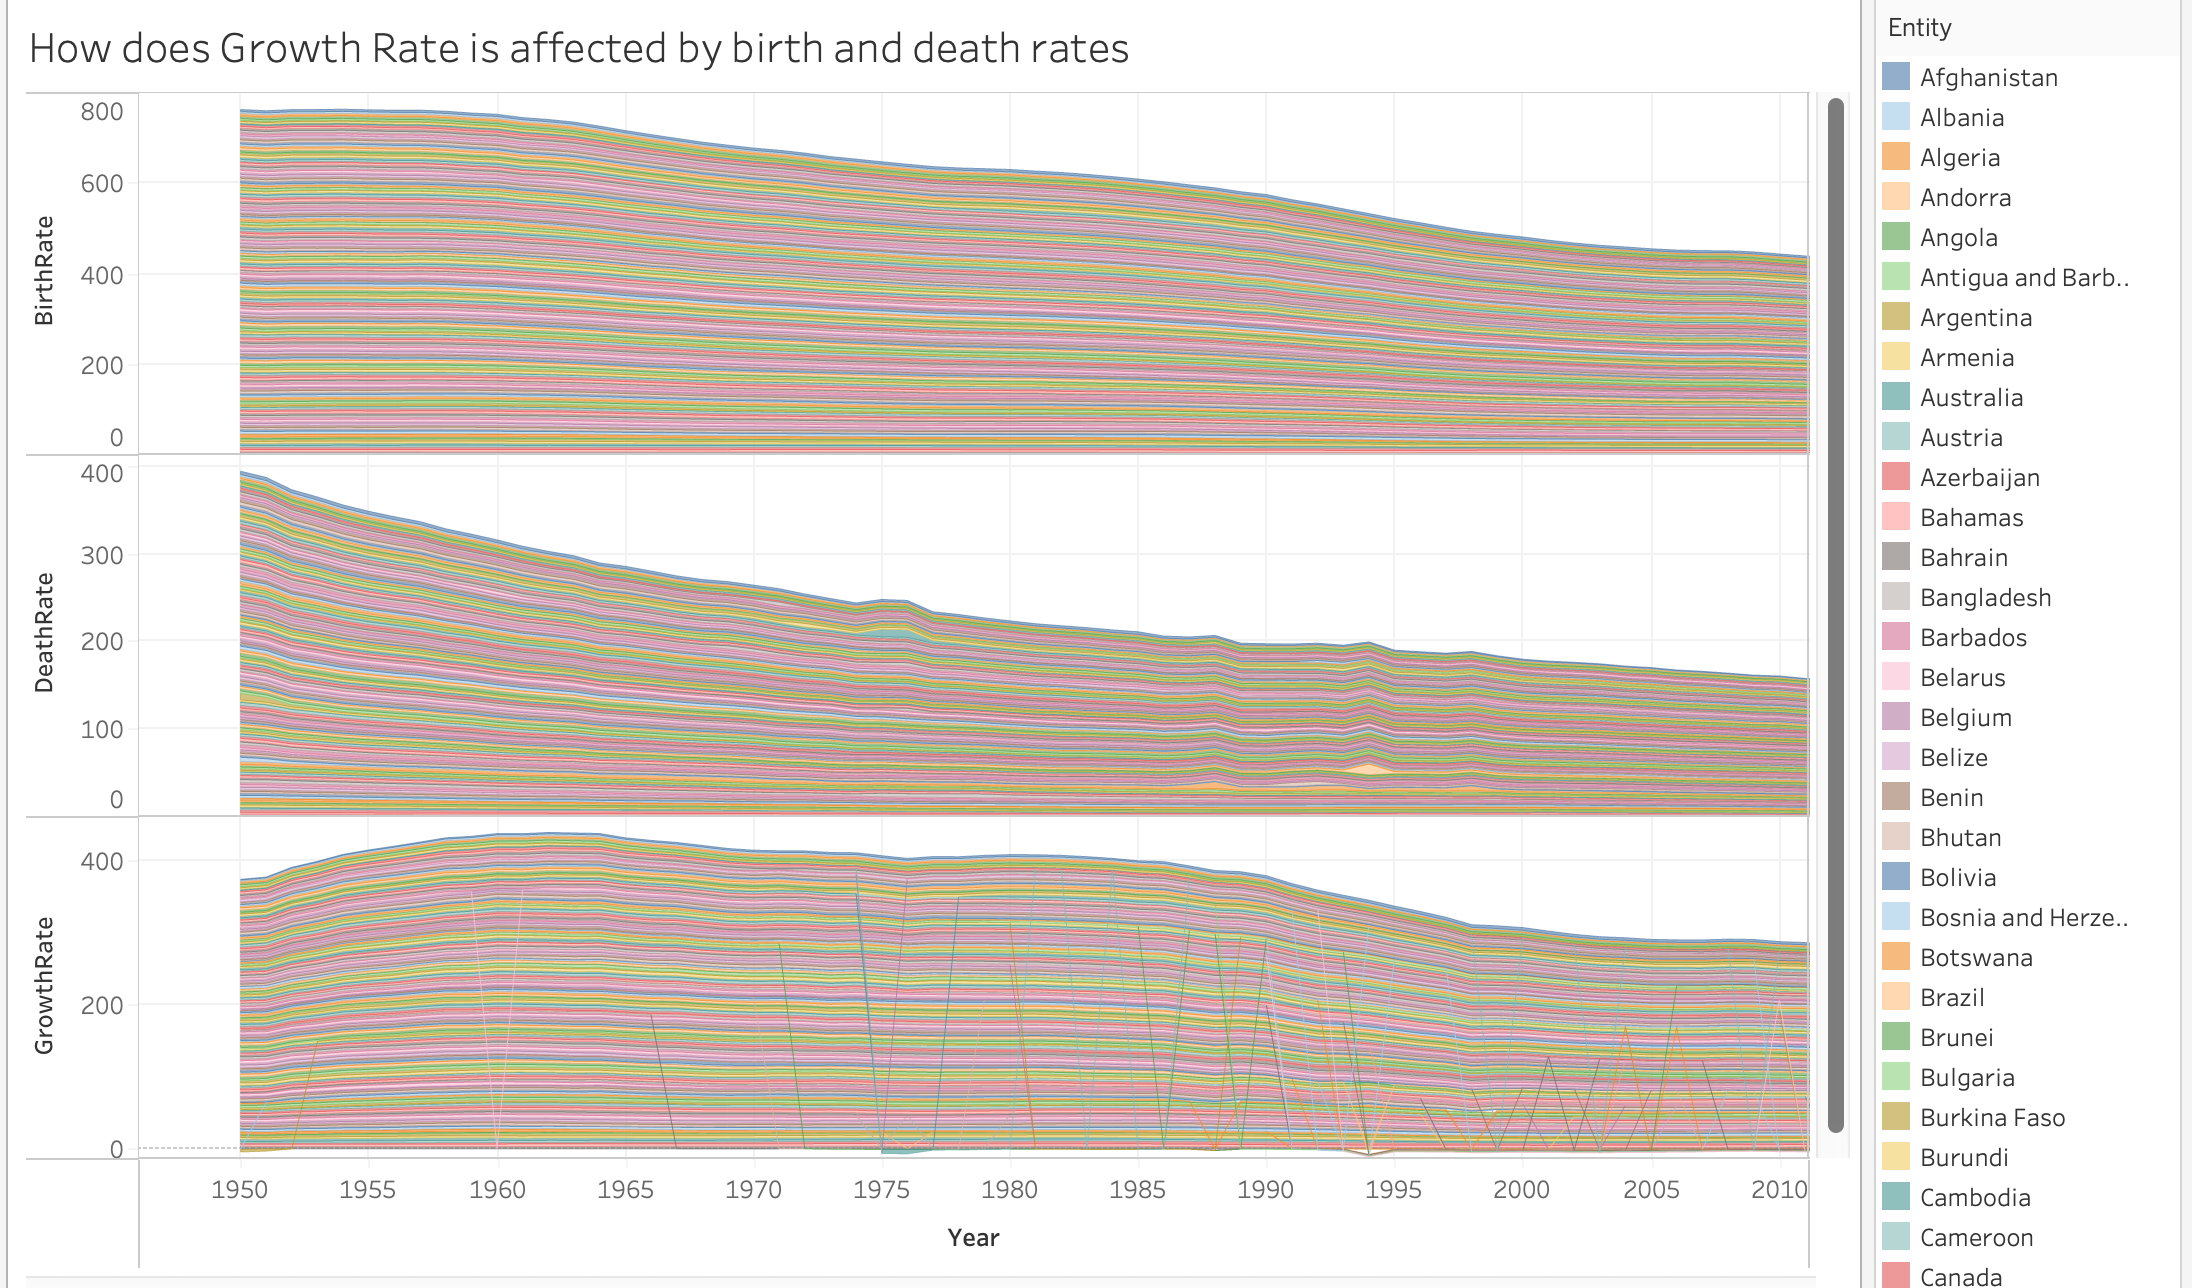 How does Growth Rate is affected by birth and death rates
BirthRate
800
600
400
200
0
DeathRate
400
300
200
100
0
GrowthRate
400
200
0
1950 1955 1960 1965 1970 1975 1980 1985 1990 1995 2000 2005 2010
Year
Entity
Afghanistan
Albania
Algeria
Andorra
Angola
Antigua and Barb..
Argentina
Armenia
Australia
Austria
Azerbaijan
Bahamas
Bahrain
Bangladesh
Barbados
Belarus
Belgium
Belize
Benin
Bhutan
Bolivia
Bosnia and Herze..
Botswana
Brazil
Brunei
Bulgaria
Burkina Faso
Burundi
Cambodia
Cameroon
Canada